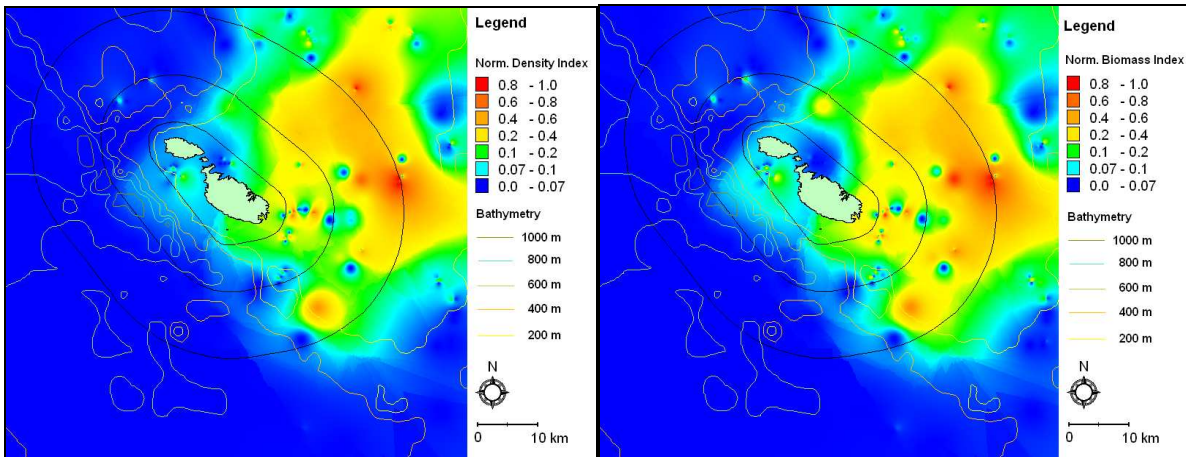 Legend
Norm. Density Index
0.8 - 1.0
0.6 - 0.8
0.4 - 0.6
0.2 - 0.4
0.1 - 0.2
0.07 - 0.1
0.0 - 0.07
Bathymetry
1000 m
800 m
600 m
400 m
200 m
N
0 10 km
Legend
Norm. Biomass Index
0.8 - 1.0
0.6 - 0.8
0.4 - 0.6
0.2 - 0.4
0.1 - 0.2
0.07 - 0.1
0.0 - 0.07
Bathymetry
1000 m
800 m
600 m
400 m
200 m
N
0 10 km